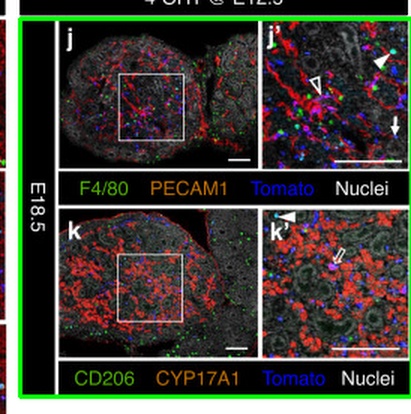 4-OHT @ E12.5
j
j'
F4/80 PECAM1 Tomato Nuclei
E18.5
k
k'
CD206 CYP17A1 Tomato Nuclei